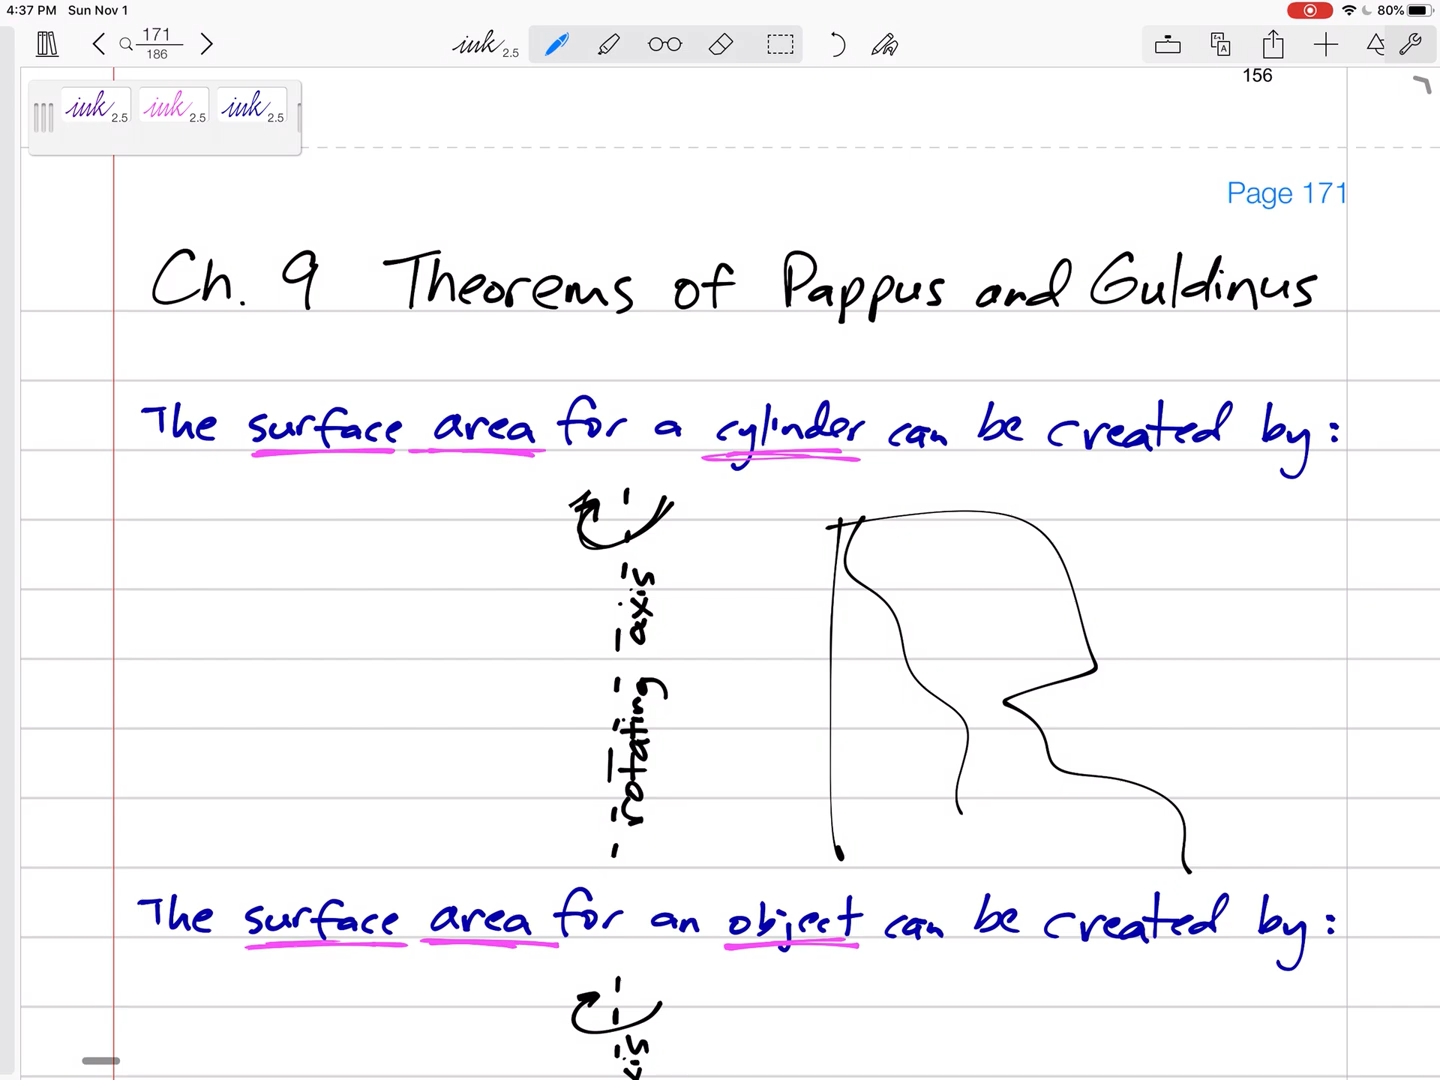 4:37 PM Sun Nov 1
80%
171
186
ink 2.5
ink 2.5
ink 2.5
ink 2.5
156
Page 171
Ch. 9 Theorems of Pappus and Guldinus
The surface area for a cylinder can be created by:
rotating axis
The surface area for an object can be created by: